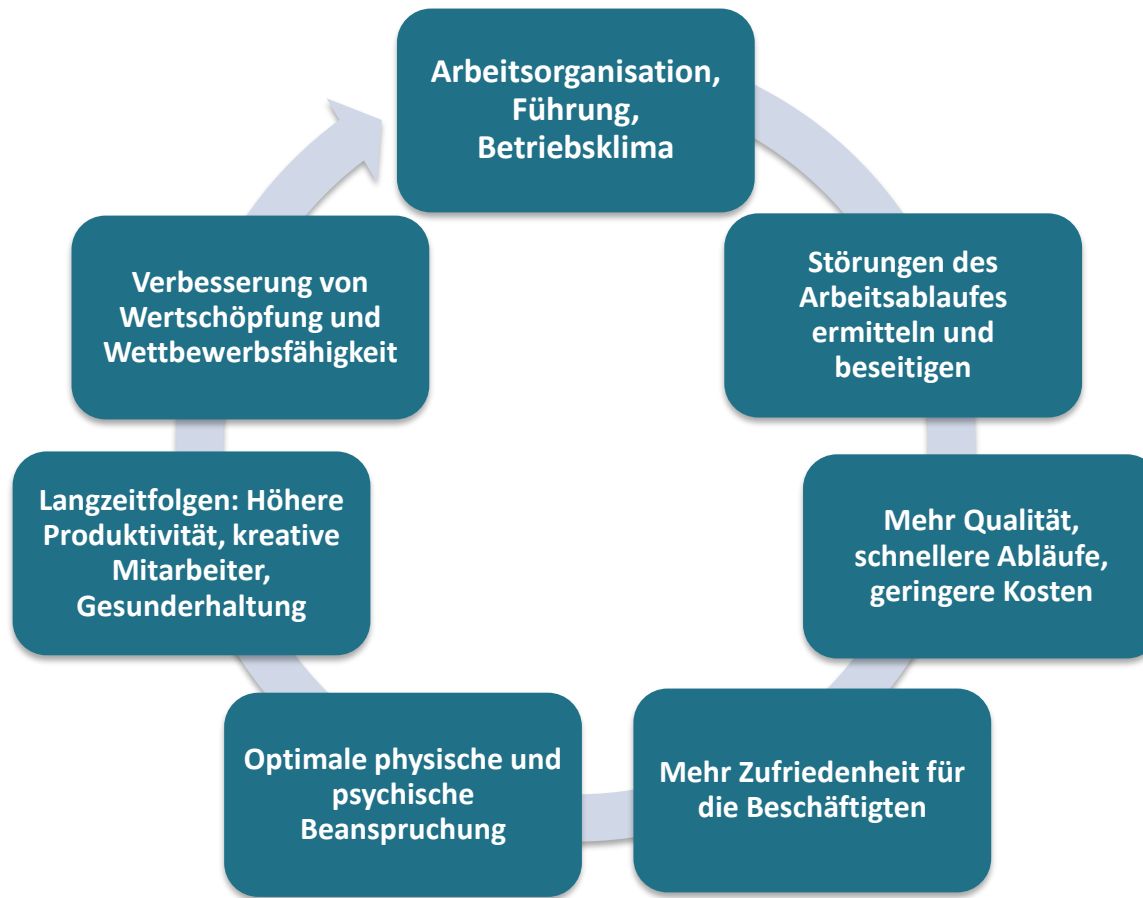 Arbeitsorganisation,
Führung,
Betriebsklima
Störungen des
Arbeitsablaufes
ermitteln und
beseitigen
Mehr Qualität,
schnellere Abläufe,
geringere Kosten
Mehr Zufriedenheit für
die Beschäftigten
Optimale physische und
psychische
Beanspruchung
Langzeitfolgen: Höhere
Produktivität, kreative
Mitarbeiter,
Gesunderhaltung
Verbesserung von
Wertschöpfung und
Wettbewerbsfähigkeit